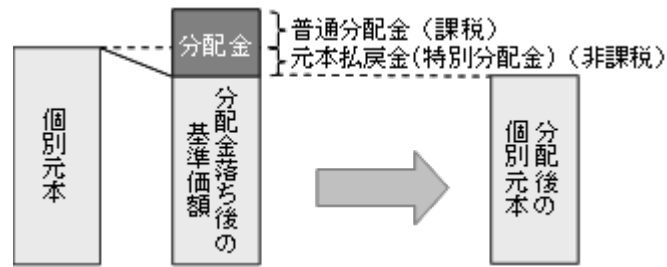 分配金
普通分配金（課税）
元本払戻金(特別分配金)（非課税）
個別元本
分配金落ち後の
基準価額
分配後の
個別元本